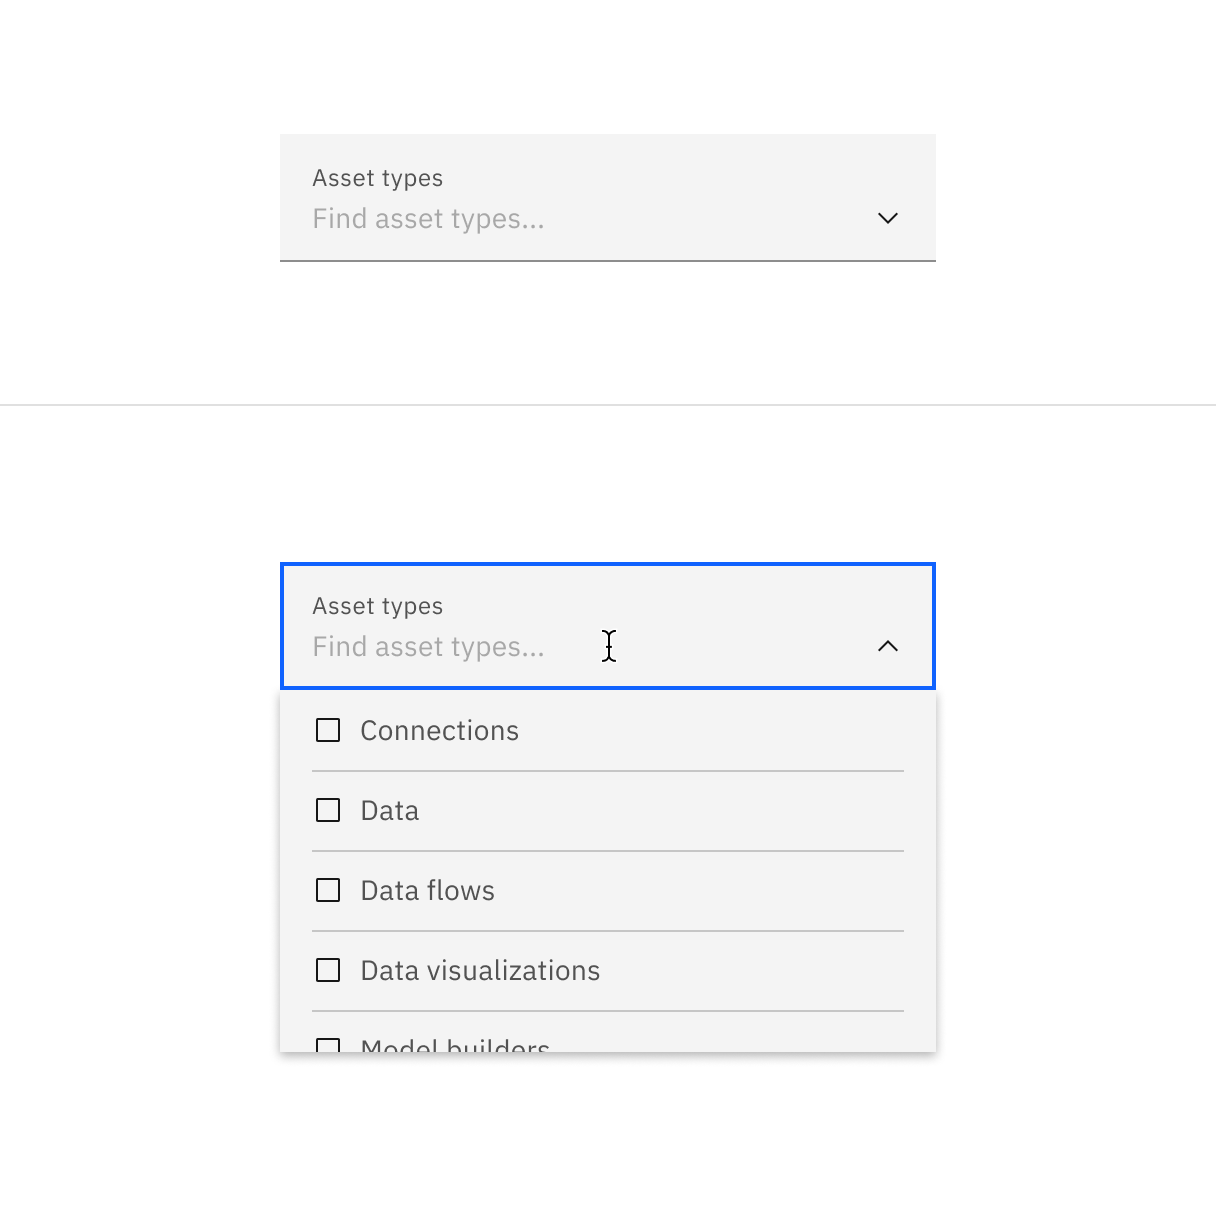 Asset types
Find asset types...
Asset types
Find asset types...
Connections
Data
Data flows
Data visualizations
Model builders